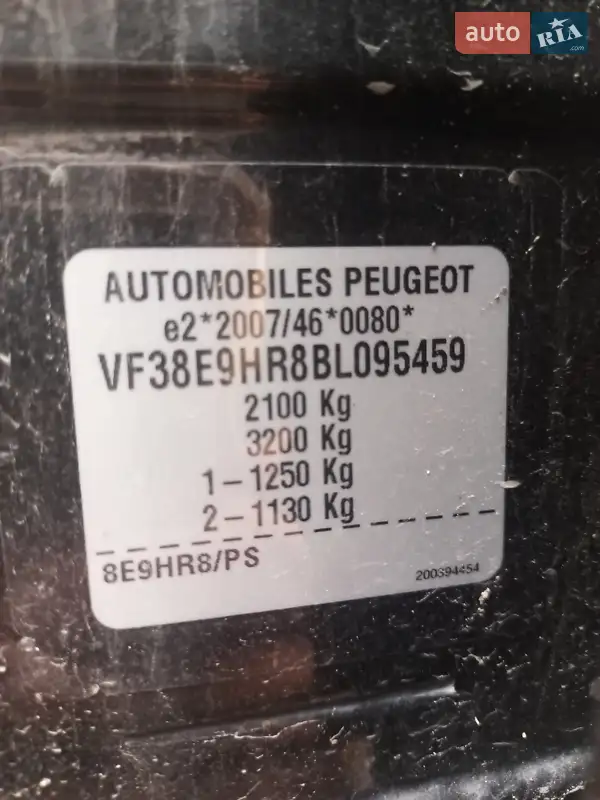 auto RIA.com
AUTOMOBILES PEUGEOT
e2*2007/46*0080*
VF38E9HR8BL095459
2100 Kg
3200 Kg
1-1250 Kg
2-1130 Kg
8E9HR8/PS
200394454